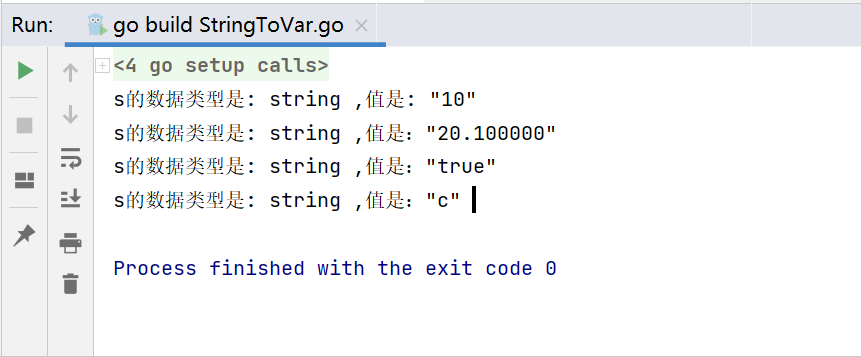 Run: go build StringToVar.go ×
<4 go setup calls>
s的数据类型是: string ,值是: "10"
s的数据类型是: string ,值是："20.100000"
s的数据类型是: string ,值是："true"
s的数据类型是: string ,值是："c"
Process finished with the exit code 0